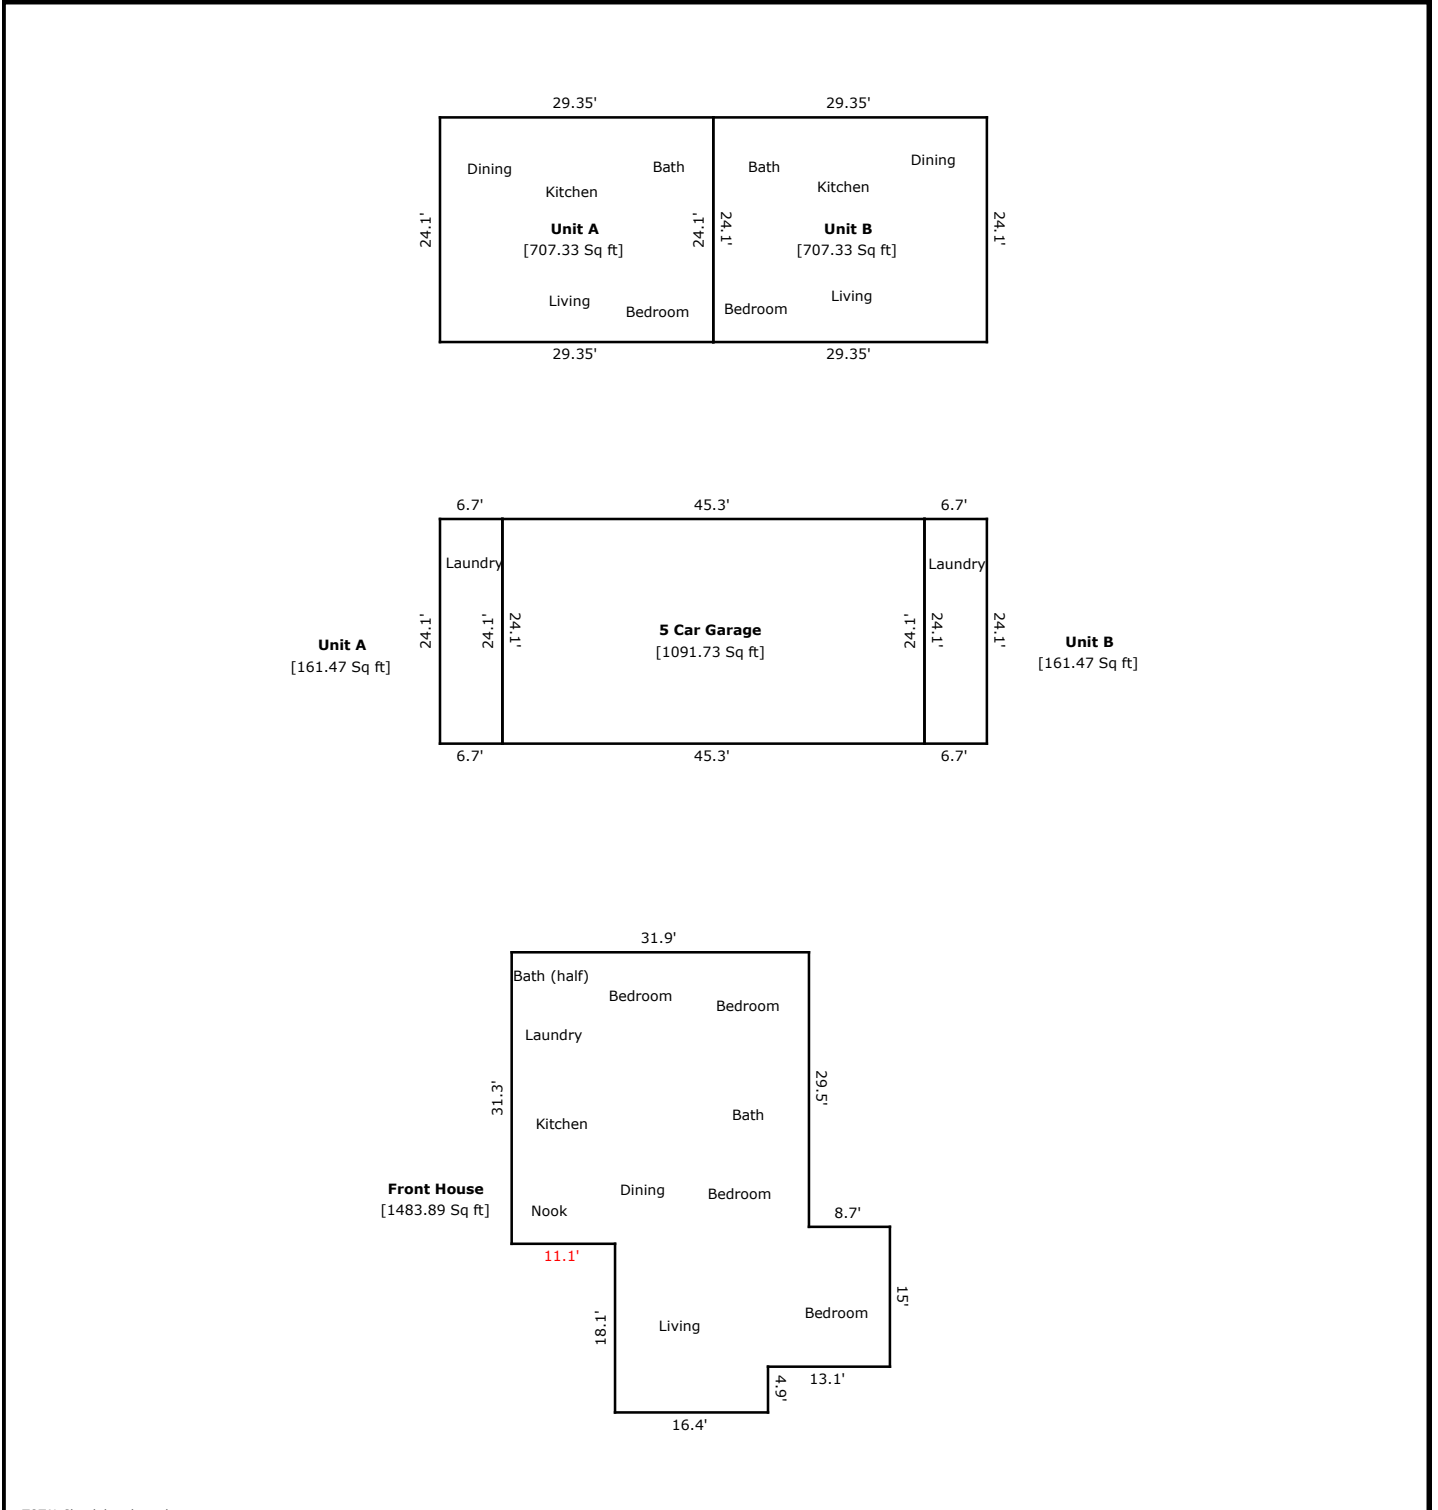 29.35'
29.35'
Dining
Kitchen
Bath
Bath
Kitchen
Dining
24.1'
Unit A
[707.33 Sq ft]
24.1'
24.1'
Unit B
[707.33 Sq ft]
24.1'
Living
Bedroom
Bedroom
Living
29.35'
29.35'
6.7'
45.3'
6.7'
Laundry
Laundry
Unit A
[161.47 Sq ft]
24.1'
24.1'
24.1'
5 Car Garage
[1091.73 Sq ft]
24.1'
24.1'
24.1'
Unit B
[161.47 Sq ft]
6.7'
45.3'
6.7'
31.9'
Bath (half)
Bedroom
Bedroom
Laundry
31.3'
29.5'
Kitchen
Bath
Front House
[1483.89 Sq ft]
Dining
Bedroom
Nook
8.7'
11.1'
18.1'
Living
Bedroom
15'
13.1'
4.9'
16.4'